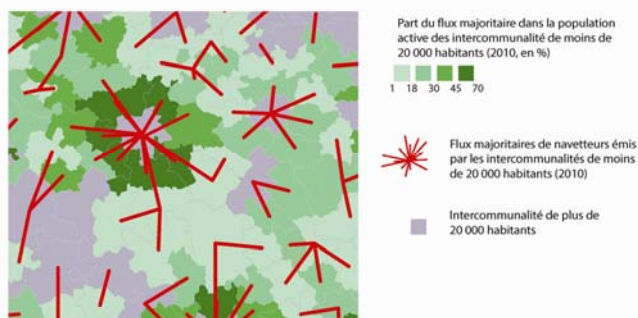 Part du flux majoritaire dans la population
active des intercommunalité de moins de
20 000 habitants (2010, en %)
1 18 30 45 70
Flux majoritaires de navetteurs émis
par les intercommunalités de moins
de 20 000 habitants (2010)
Intercommunalité de plus de
20 000 habitants